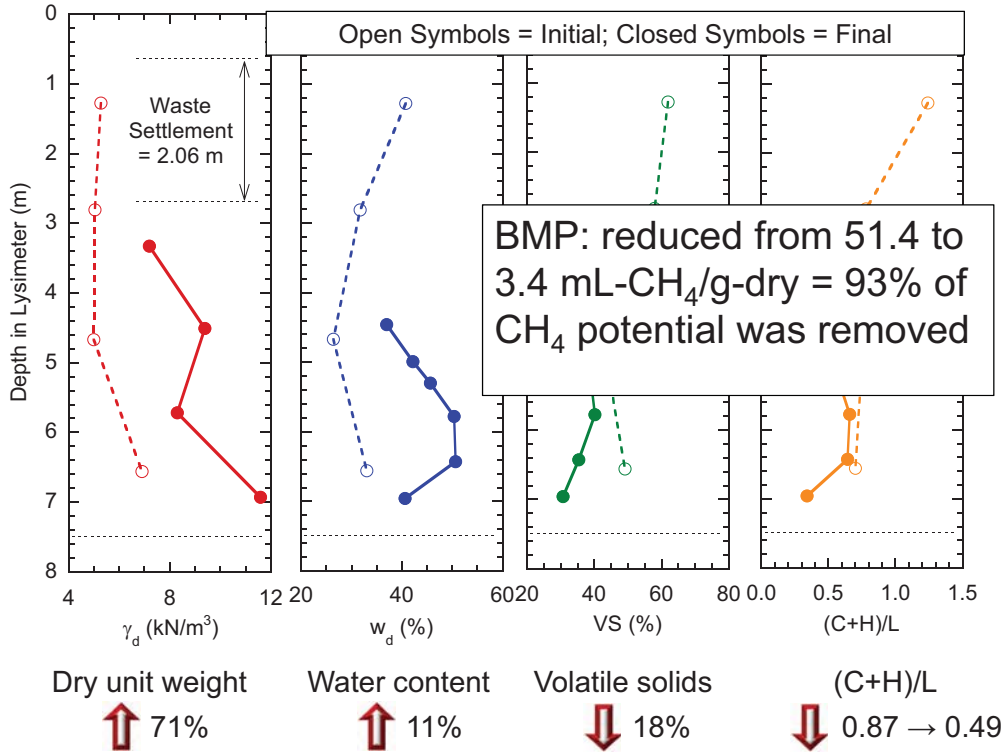 Open Symbols = Initial; Closed Symbols = Final
Depth in Lysimeter (m)
0
1
2
3
4
5
6
7
8
Waste
Settlement
= 2.06 m
BMP: reduced from 51.4 to
3.4 mL-CH₄/g-dry = 93% of
CH₄ potential was removed
4 8 12
20 40 60
20 40 60 80
0.0 0.5 1.0 1.5
γd (kN/m³)
wd (%)
VS (%)
(C+H)/L
Dry unit weight
71%
Water content
11%
Volatile solids
18%
(C+H)/L
0.87 → 0.49